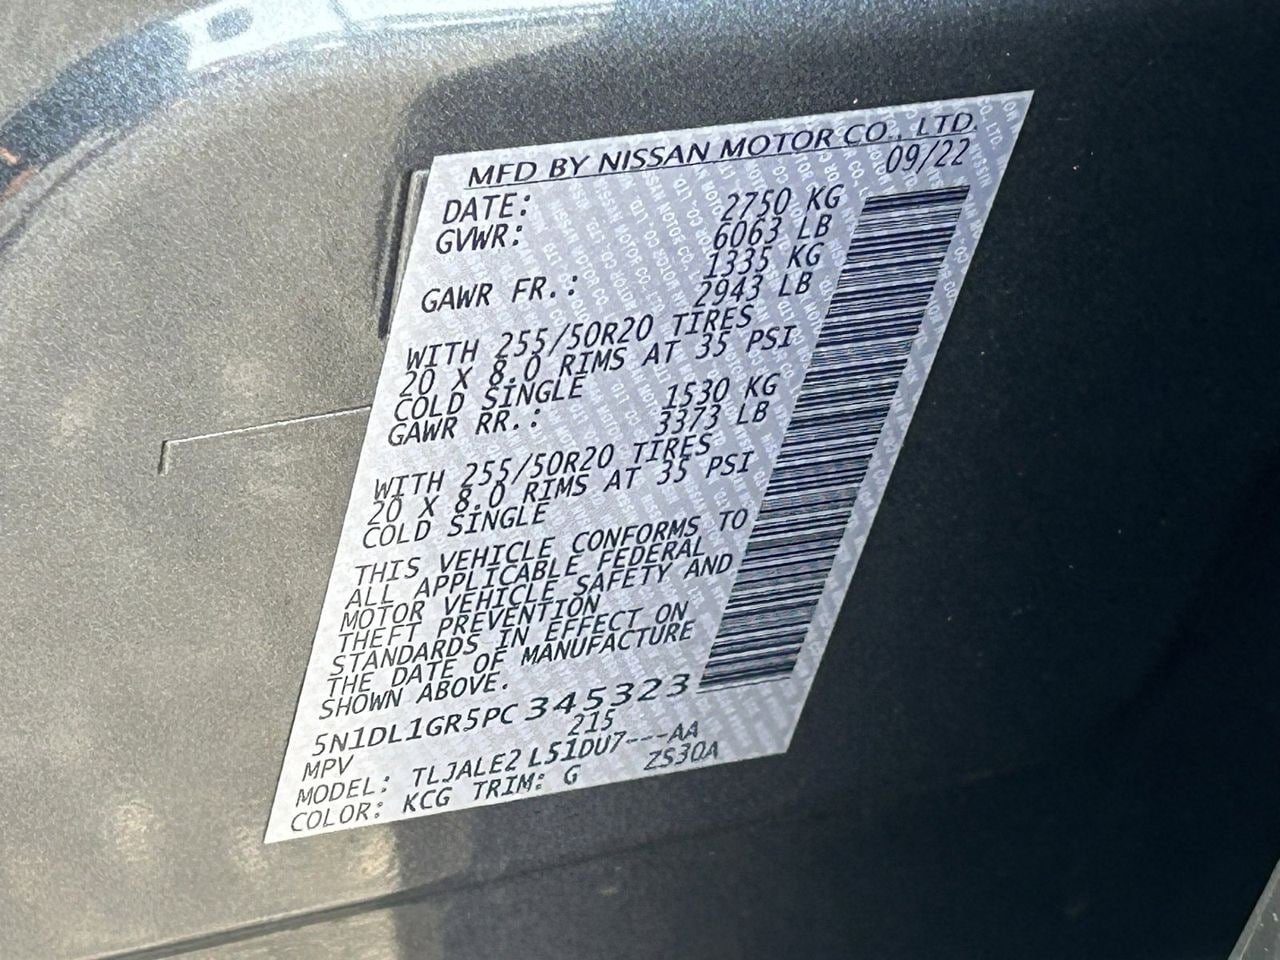 MFD BY NISSAN MOTOR CO., LTD.
DATE: 09/22
GVWR: 2750 KG
6063 LB
GAWR FR.: 1335 KG
2943 LB
WITH 255/50R20 TIRES
20 X 8.0 RIMS AT 35 PSI
COLD SINGLE
GAWR RR.: 1530 KG
3373 LB
WITH 255/50R20 TIRES
20 X 8.0 RIMS AT 35 PSI
COLD SINGLE
THIS VEHICLE CONFORMS TO
ALL APPLICABLE FEDERAL
MOTOR VEHICLE SAFETY AND
THEFT PREVENTION
STANDARDS IN EFFECT ON
THE DATE OF MANUFACTURE
SHOWN ABOVE.
5N1DL1GR5PC345323
MPV 215
MODEL: TLJALE2 L51DU7---AA
COLOR: KCG TRIM: G ZS30A